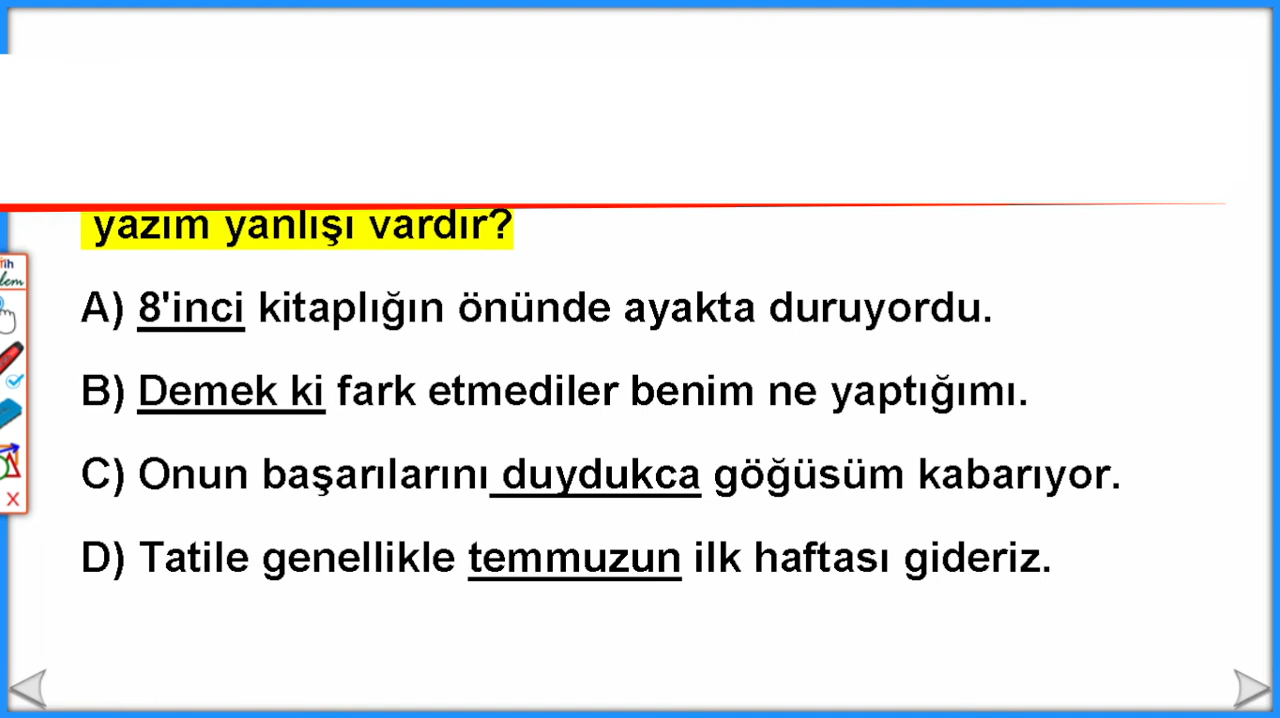 yazım yanlışı vardır?
A) 8'inci kitaplığın önünde ayakta duruyordu.
B) Demek ki fark etmediler benim ne yaptığımı.
C) Onun başarılarını duydukca göğüsüm kabarıyor.
D) Tatile genellikle temmuzun ilk haftası gideriz.